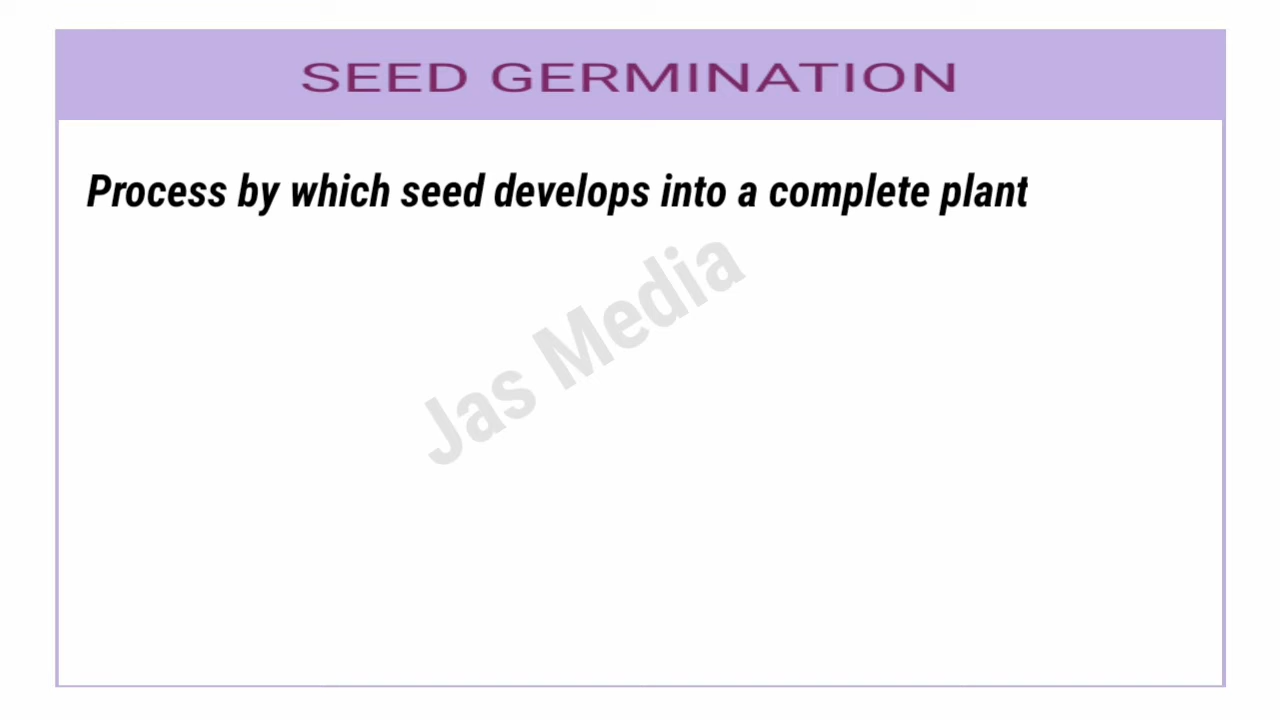 SEED GERMINATION
Process by which seed develops into a complete plant
Jas Media